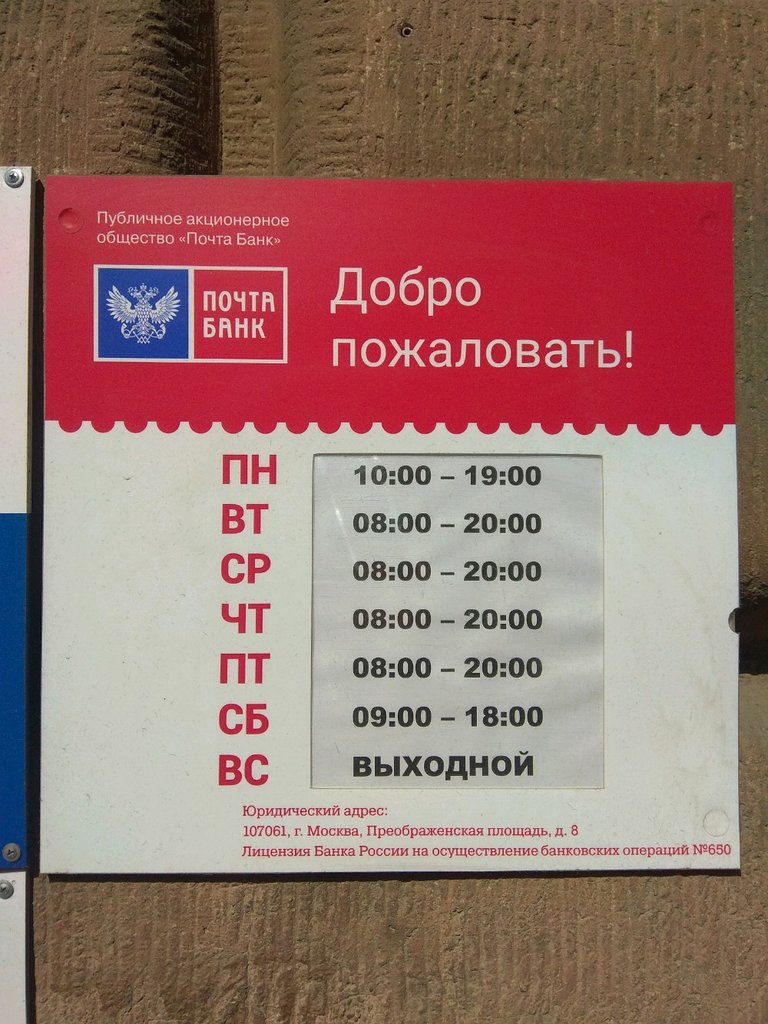 Публичное акционерное
общество «Почта Банк»
ПОЧТА
БАНК
Добро
пожаловать!
ПН 10:00 – 19:00
ВТ 08:00 – 20:00
СР 08:00 – 20:00
ЧТ 08:00 – 20:00
ПТ 08:00 – 20:00
СБ 09:00 – 18:00
ВС ВЫХОДНОЙ
Юридический адрес:
107061, г. Москва, Преображенская площадь, д. 8
Лицензия Банка России на осуществление банковских операций №650